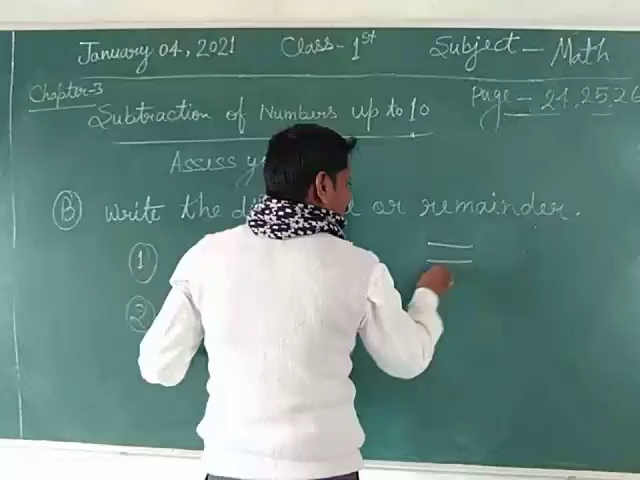 January 04, 2021 Class-1st Subject - Math
Chapter-3 Page - 24, 25, 26
Subtraction of Numbers up to 10
Assess
B Write the or remainder.
1 =
2